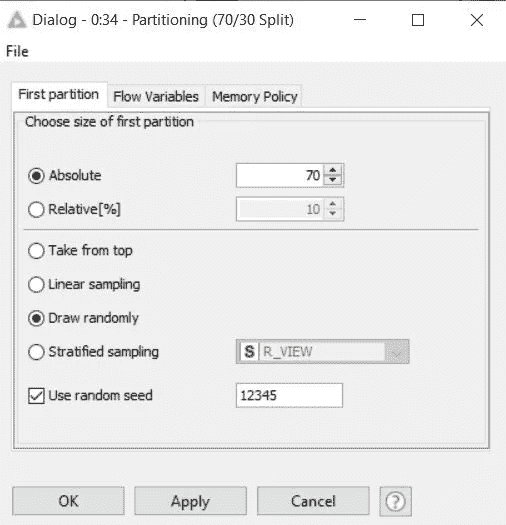 Dialog - 0:34 - Partitioning (70/30 Split)
File
First partition Flow Variables Memory Policy
Choose size of first partition
Absolute 70
Relative[%] 10
Take from top
Linear sampling
Draw randomly
Stratified sampling S R_VIEW
Use random seed 12345
OK Apply Cancel ?